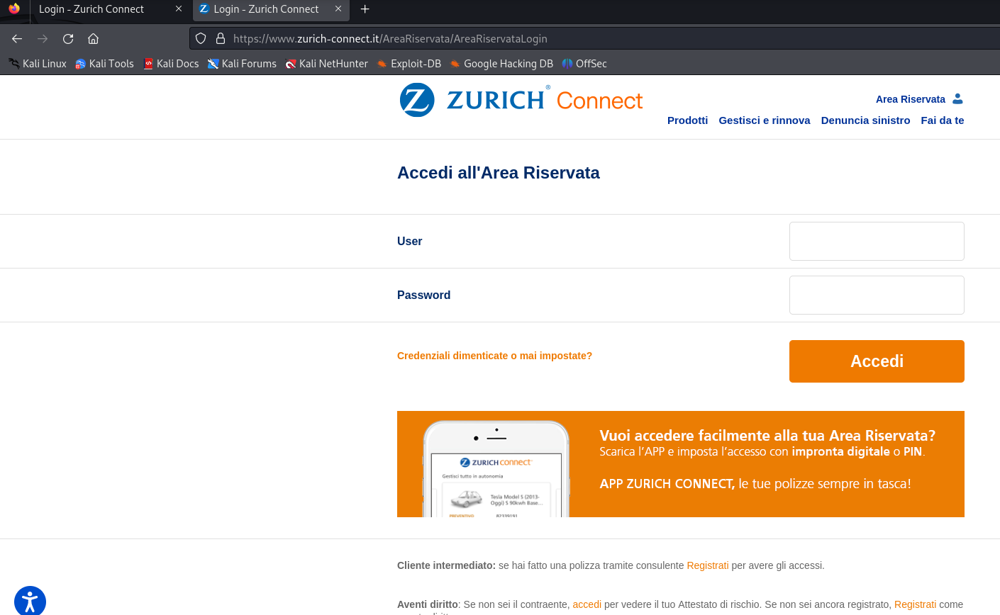 Login - Zurich Connect
Login - Zurich Connect
https://www.zurich-connect.it/AreaRiservata/AreaRiservataLogin
Kali Linux Kali Tools Kali Docs Kali Forums Kali NetHunter Exploit-DB Google Hacking DB OffSec
ZURICH® Connect
Area Riservata
Prodotti Gestisci e rinnova Denuncia sinistro Fai da te
Accedi all'Area Riservata
User
Password
Credenziali dimenticate o mai impostate?
Accedi
ZURICH connect
Gestisci tutto in autonomia
Tesla Model S (2013-
Oggi) S 90kwh Base...
PREVENTIVO 82339191
Vuoi accedere facilmente alla tua Area Riservata?
Scarica l'APP e imposta l'accesso con impronta digitale o PIN.
APP ZURICH CONNECT, le tue polizze sempre in tasca!
Cliente intermediato: se hai fatto una polizza tramite consulente Registrati per avere gli accessi.
Aventi diritto: Se non sei il contraente, accedi per vedere il tuo Attestato di rischio. Se non sei ancora registrato, Registrati come